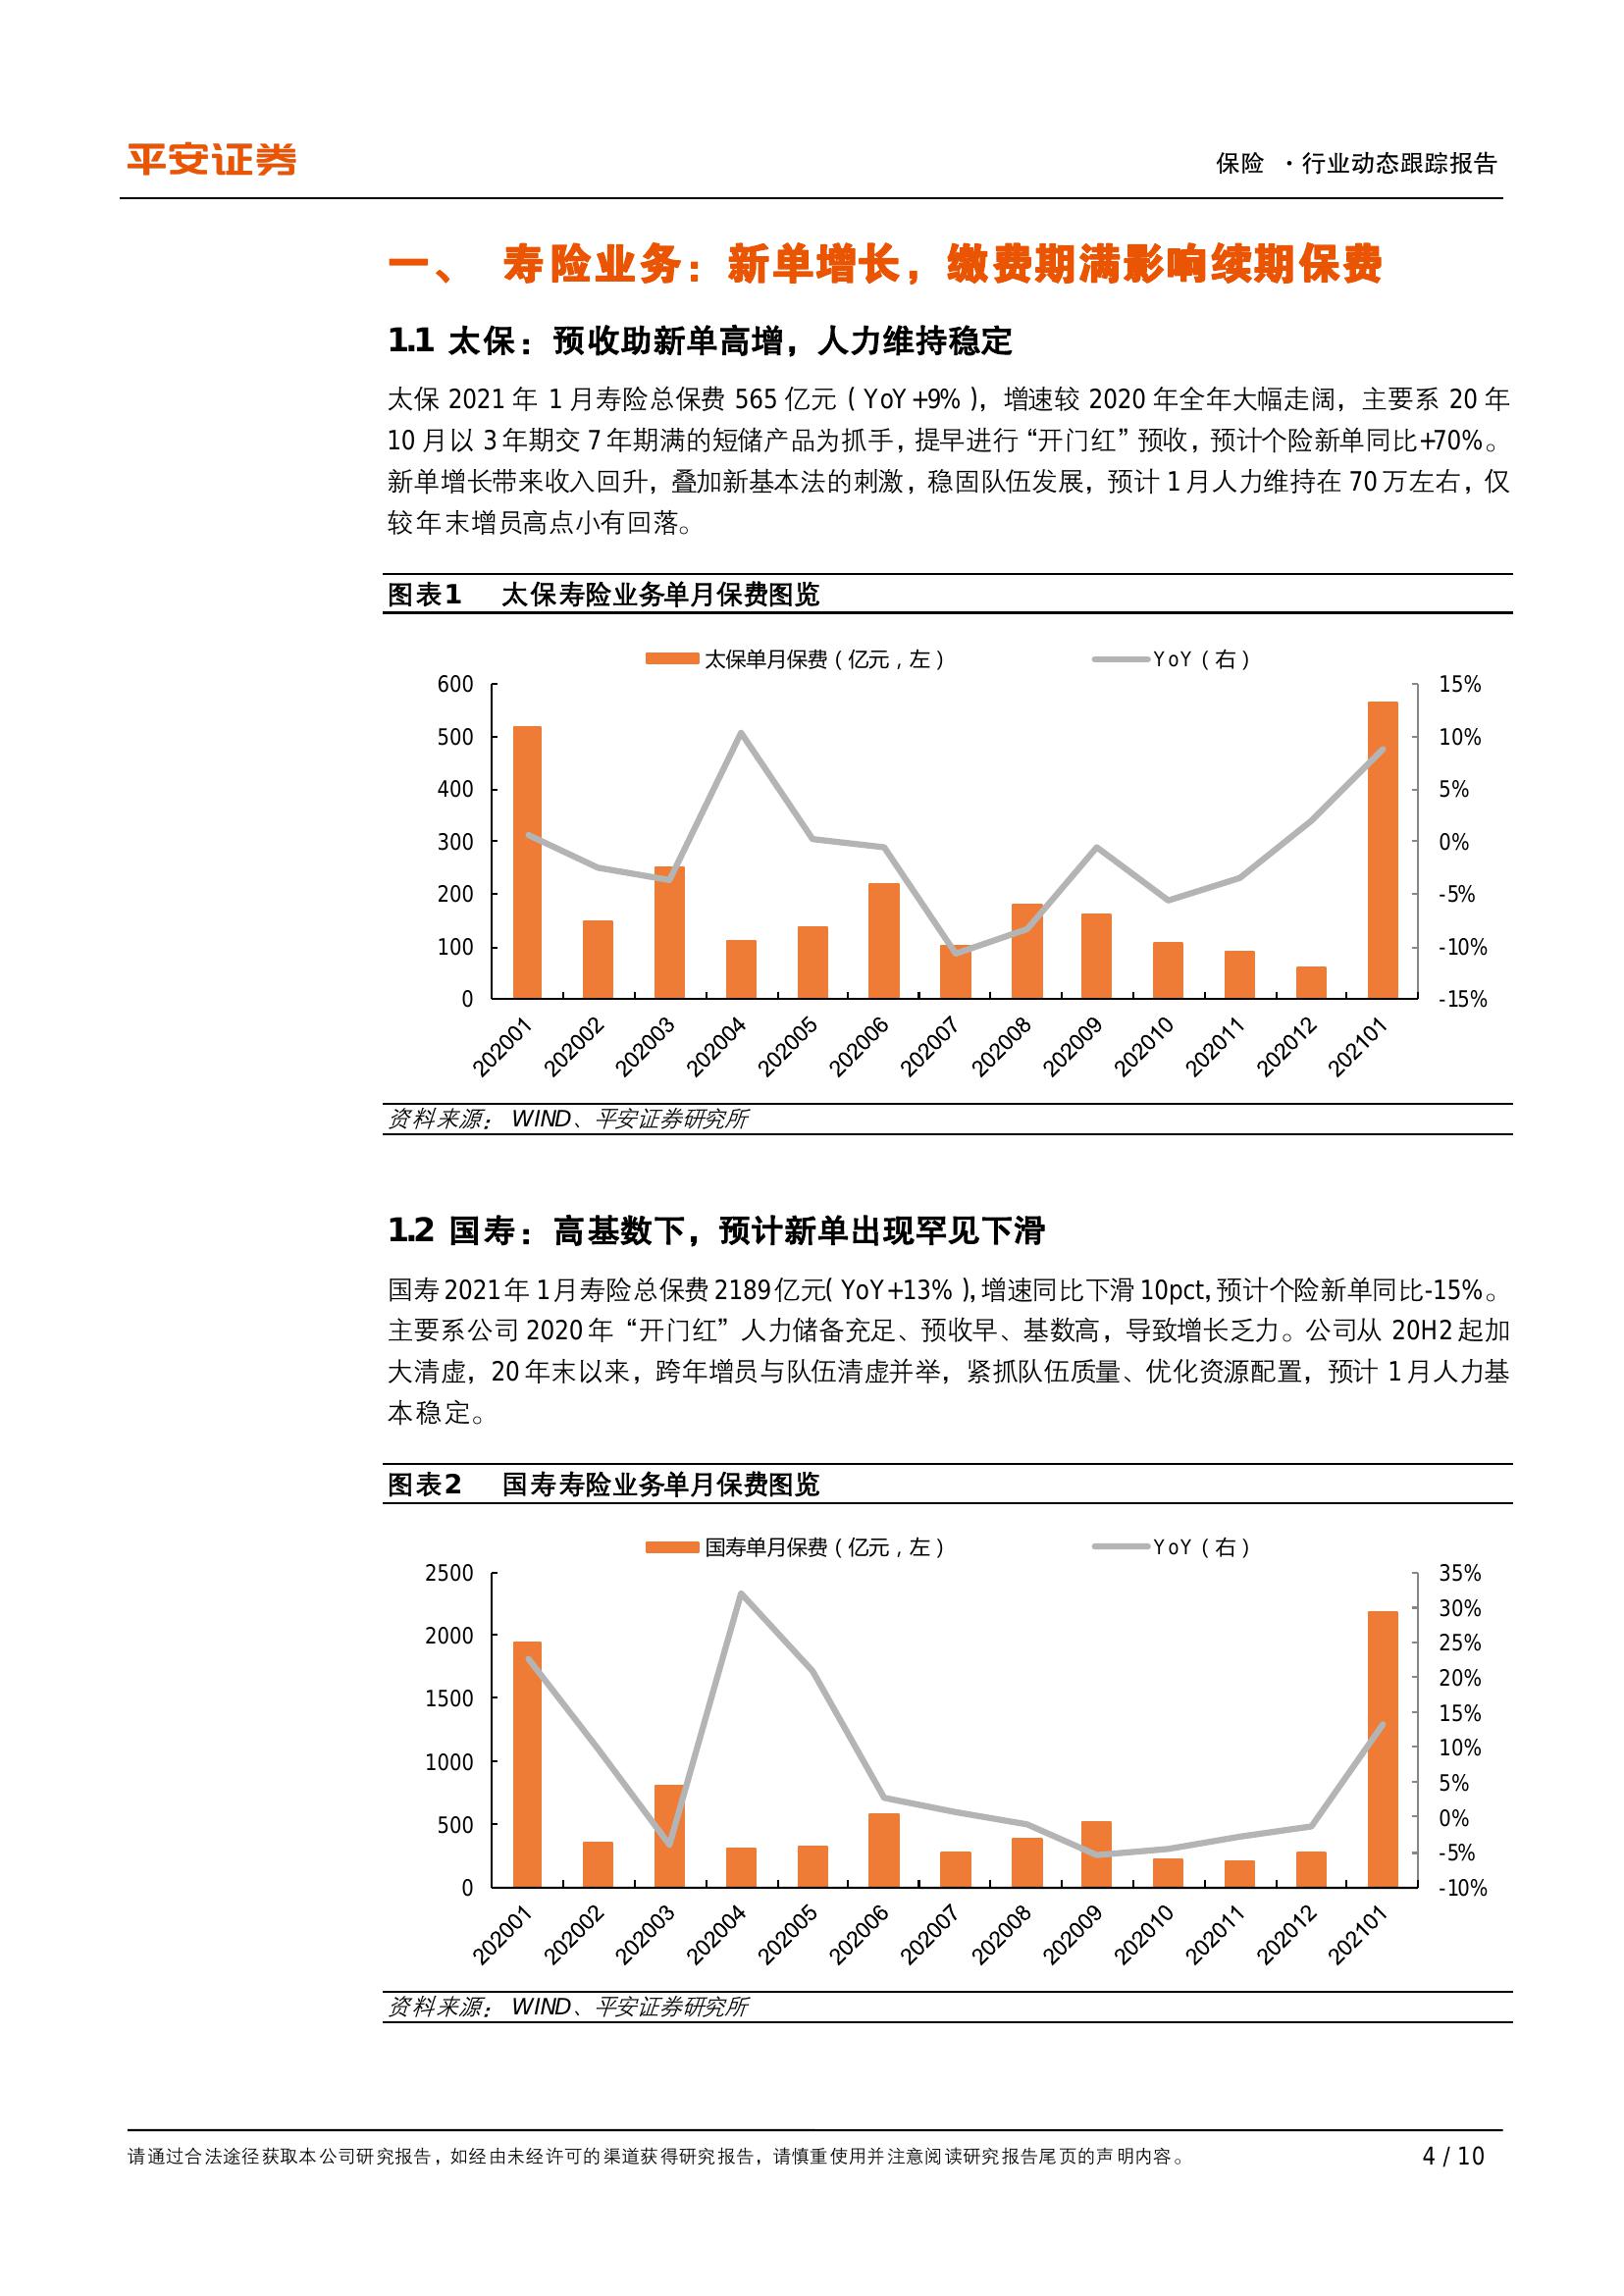 平安证券
保险 ·行业动态跟踪报告
一、 寿险业务：新单增长，缴费期满影响续期保费
1.1 太保：预收助新单高增，人力维持稳定
太保 2021 年 1 月寿险总保费 565 亿元（YoY+9%），增速较 2020 年全年大幅走阔，主要系 20 年
10 月以 3 年期交 7 年期满的短储产品为抓手，提早进行“开门红”预收，预计个险新单同比+70%。
新单增长带来收入回升，叠加新基本法的刺激，稳固队伍发展，预计 1 月人力维持在 70 万左右，仅
较年末增员高点小有回落。
图表1 太保寿险业务单月保费图览
太保单月保费（亿元，左） YoY（右）
600 15%
500 10%
400 5%
300 0%
200 -5%
100 -10%
0 -15%
202001 202002 202003 202004 202005 202006 202007 202008 202009 202010 202011 202012 202101
资料来源： WIND、平安证券研究所
1.2 国寿：高基数下，预计新单出现罕见下滑
国寿 2021 年 1 月寿险总保费 2189 亿元（YoY+13%），增速同比下滑 10pct，预计个险新单同比-15%。
主要系公司 2020 年“开门红”人力储备充足、预收早、基数高，导致增长乏力。公司从 20H2 起加
大清虚，20 年末以来，跨年增员与队伍清虚并举，紧抓队伍质量、优化资源配置，预计 1 月人力基
本稳定。
图表2 国寿寿险业务单月保费图览
国寿单月保费（亿元，左） YoY（右）
2500 35%
30%
2000 25%
20%
1500 15%
1000 10%
5%
500 0%
-5%
0 -10%
202001 202002 202003 202004 202005 202006 202007 202008 202009 202010 202011 202012 202101
资料来源： WIND、平安证券研究所
请通过合法途径获取本公司研究报告，如经由未经许可的渠道获得研究报告，请慎重使用并注意阅读研究报告尾页的声明内容。 4 / 10